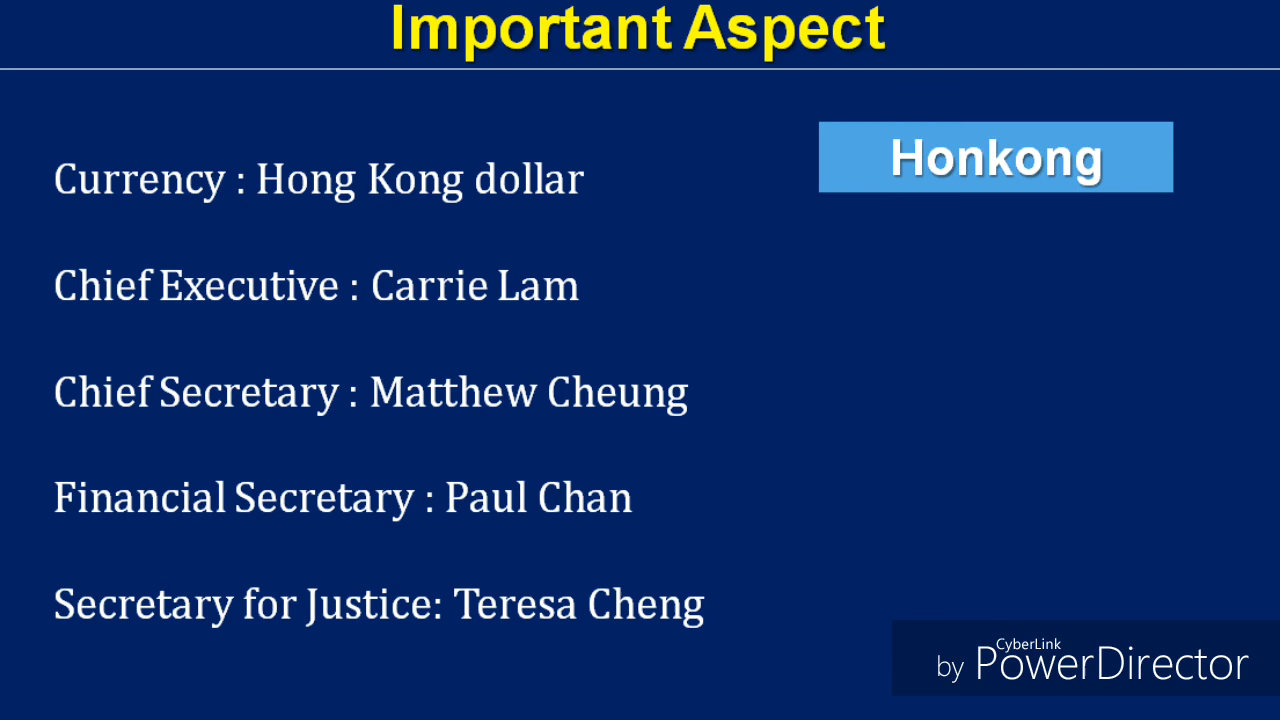 Important Aspect
Honkong
Currency : Hong Kong dollar
Chief Executive : Carrie Lam
Chief Secretary : Matthew Cheung
Financial Secretary : Paul Chan
Secretary for Justice: Teresa Cheng
CyberLink
by PowerDirector